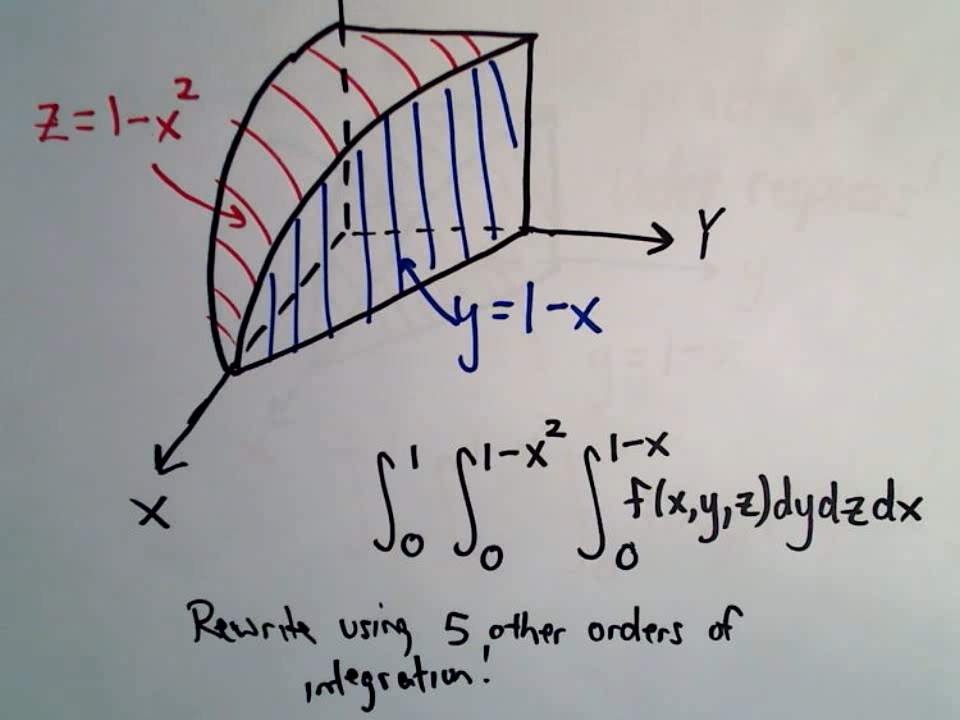 z=1-x²
Y
y=1-x
X
∫₀¹ ∫₀^{1-x²} ∫₀^{1-x} f(x,y,z)dydzdx
Rewrite using 5 other orders of
integration!